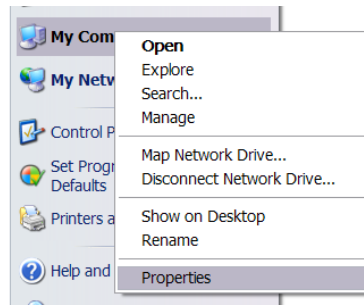 My Com
Open
Explore
Search...
Manage
Map Network Drive...
Disconnect Network Drive...
Show on Desktop
Rename
Properties
My Netw
Control P
Set Progr
Defaults
Printers a
Help and